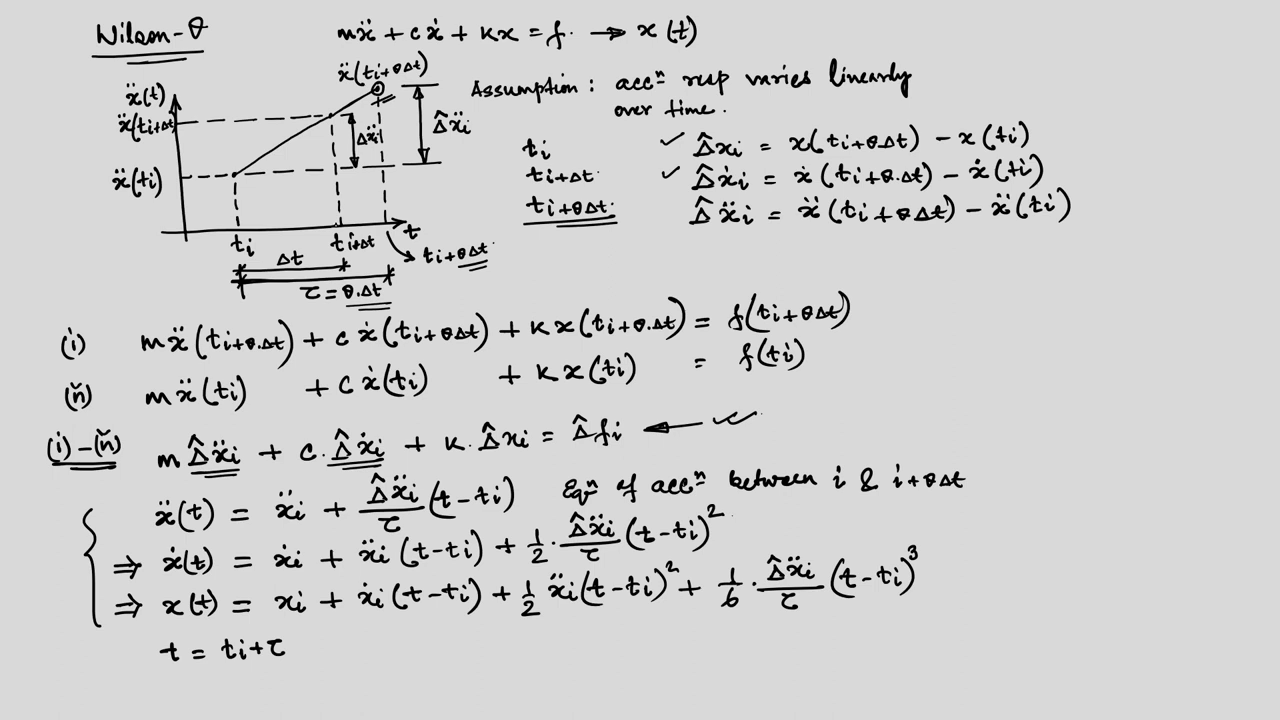 Wilson-θ
mẍ + cẋ + kx = f. → x(t)
ẍ(ti+θΔt)
ẍ(t)
ẍ(ti+Δt)
Δẍi
Δ̂ẍi
ẍ(ti)
ti
ti+Δt
t
ti+θΔt
Δt
τ = θ.Δt
Assumption : accⁿ resp varies linearly
over time.
ti
ti+Δt.
ti+θΔt.
✓ Δ̂xi = x(ti+θ.Δt) - x(ti)
✓ Δ̂ẋi = ẋ(ti+θ.Δt) - ẋ(ti)
Δ̂ẍi = ẍ(ti+θΔt) - ẍ(ti)
(i) mẍ(ti+θ.Δt) + cẋ(ti+θΔt) + kx(ti+θ.Δt) = f(ti+θΔt)
(ii) mẍ(ti) + cẋ(ti) + kx(ti) = f(ti)
(i)-(ii) mΔ̂ẍi + c.Δ̂ẋi + k.Δ̂xi = Δ̂fi ← ✓
ẍ(t) = ẍi + Δ̂ẍi/τ (t-ti) Eqⁿ of accⁿ between i & i+θΔt
⇒ ẋ(t) = ẋi + ẍi(t-ti) + 1/2 . Δ̂ẍi/τ (t-ti)²
⇒ x(t) = xi + ẋi(t-ti) + 1/2 ẍi(t-ti)² + 1/6 . Δ̂ẍi/τ (t-ti)³
t = ti+τ